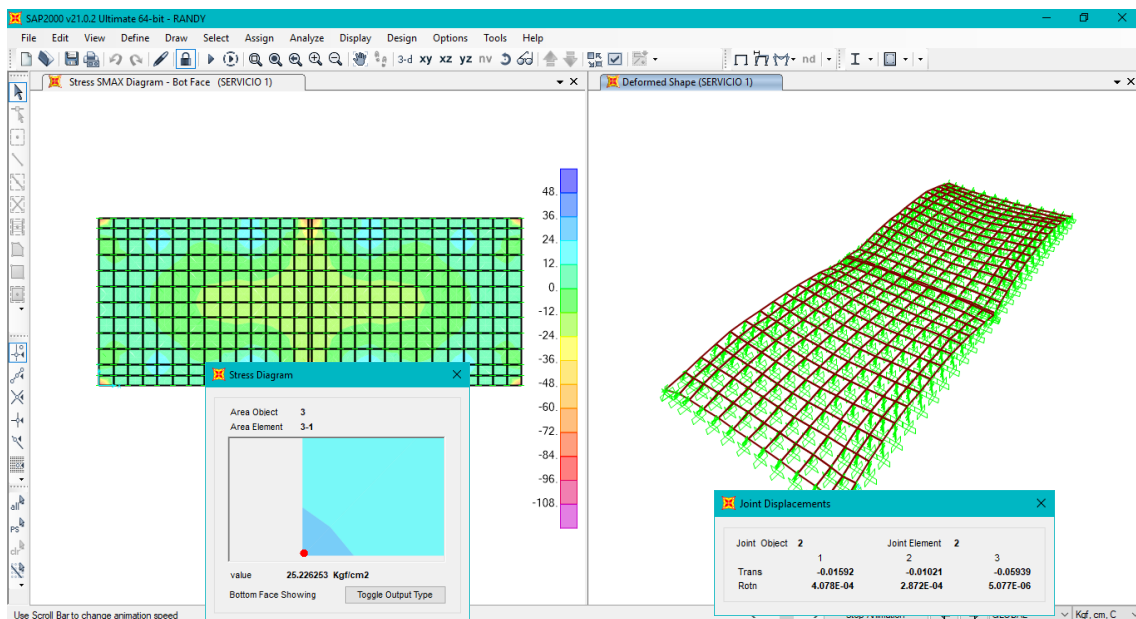 SAP2000 v21.0.2 Ultimate 64-bit - RANDY
File Edit View Define Draw Select Assign Analyze Display Design Options Tools Help
3-d xy xz yz nv nd
Stress SMAX Diagram - Bot Face (SERVICIO 1)
Deformed Shape (SERVICIO 1)
48.
36.
24.
12.
0.
-12.
-24.
-36.
-48.
-60.
-72.
-84.
-96.
-108.
all
PS
clr
Stress Diagram
Area Object 3
Area Element 3-1
value 25.226253 Kgf/cm2
Bottom Face Showing Toggle Output Type
Joint Displacements
Joint Object 2 Joint Element 2
1 2 3
Trans -0.01592 -0.01021 -0.05939
Rotn 4.078E-04 2.872E-04 5.077E-06
Use Scroll Bar to change animation speed
Kgf, cm, C